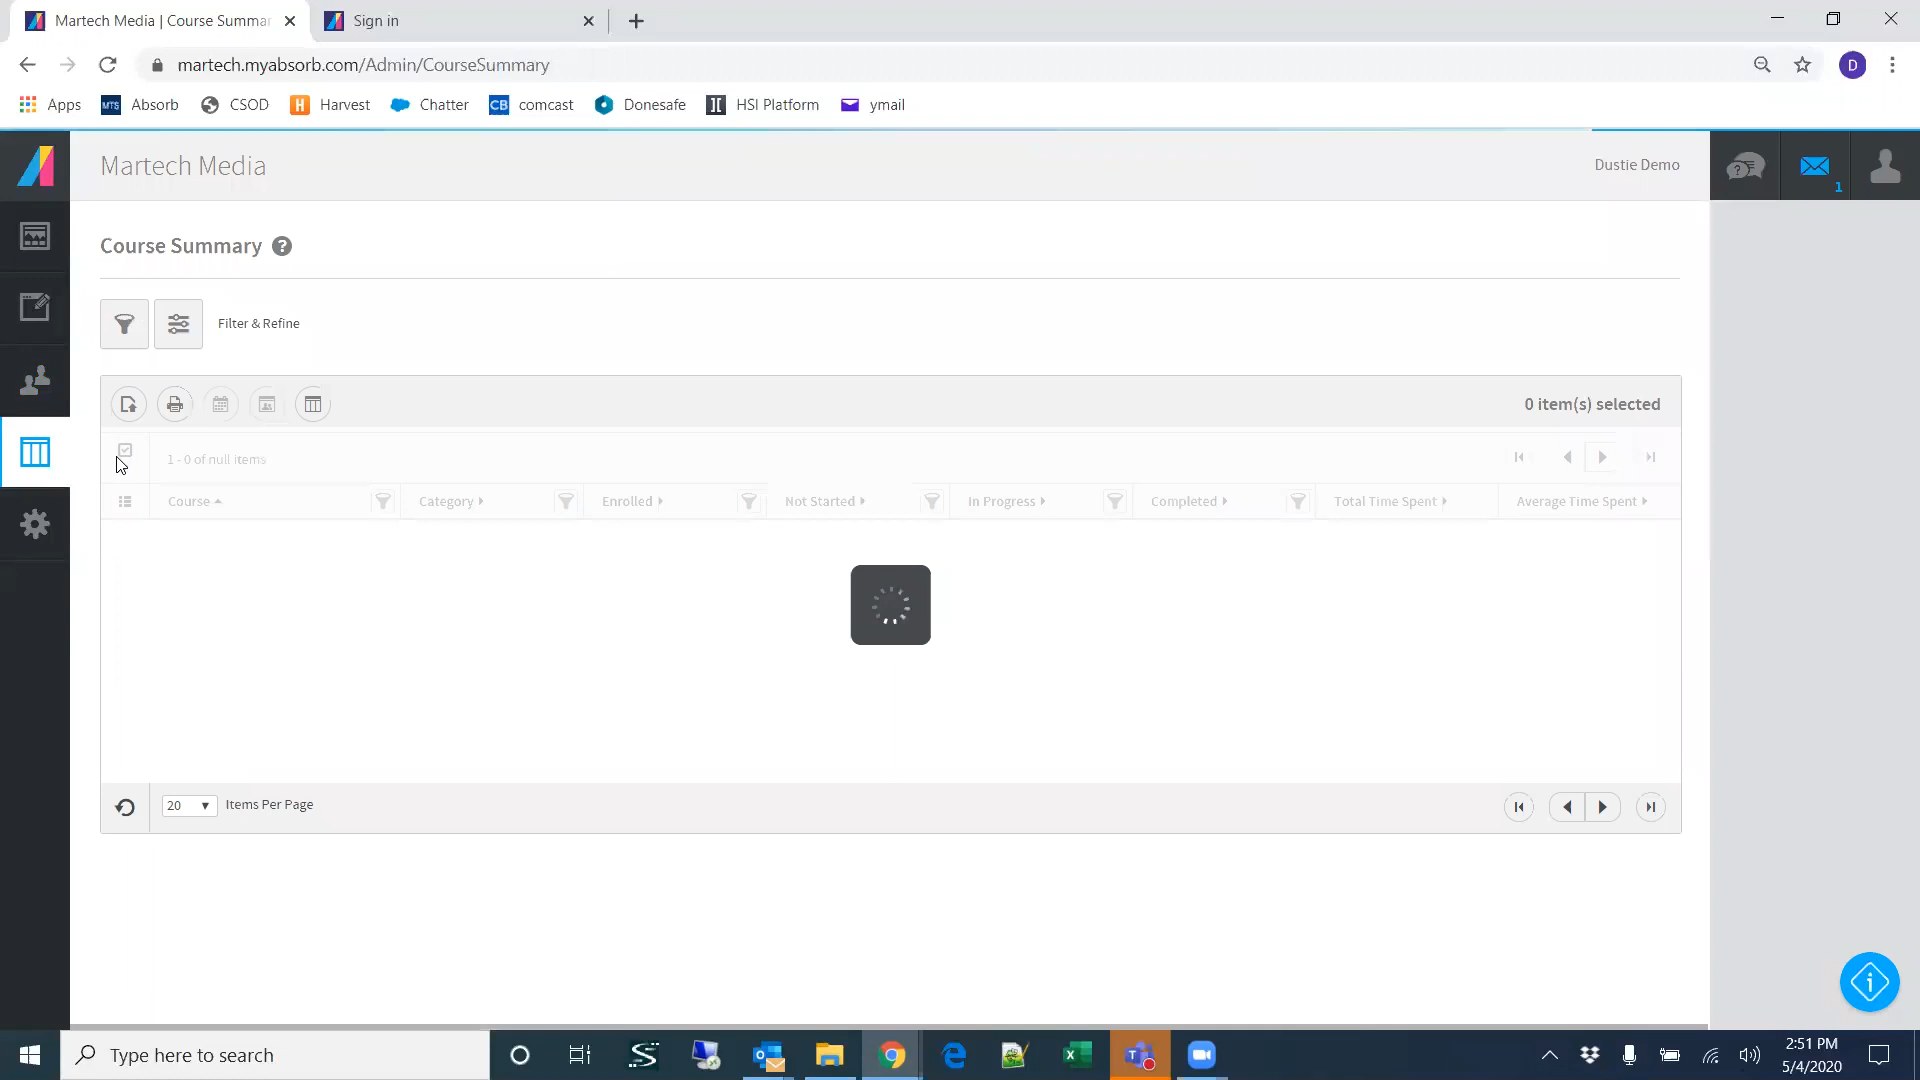 Martech Media | Course Summar
Sign in
martech.myabsorb.com/Admin/CourseSummary
D
Apps
MTS Absorb
CSOD
H Harvest
Chatter
CB comcast
Donesafe
HSI Platform
ymail
Martech Media
Dustie Demo
1
Course Summary ?
Filter & Refine
0 item(s) selected
1 - 0 of null items
Course
Category
Enrolled
Not Started
In Progress
Completed
Total Time Spent
Average Time Spent
20
Items Per Page
Type here to search
2:51 PM
5/4/2020